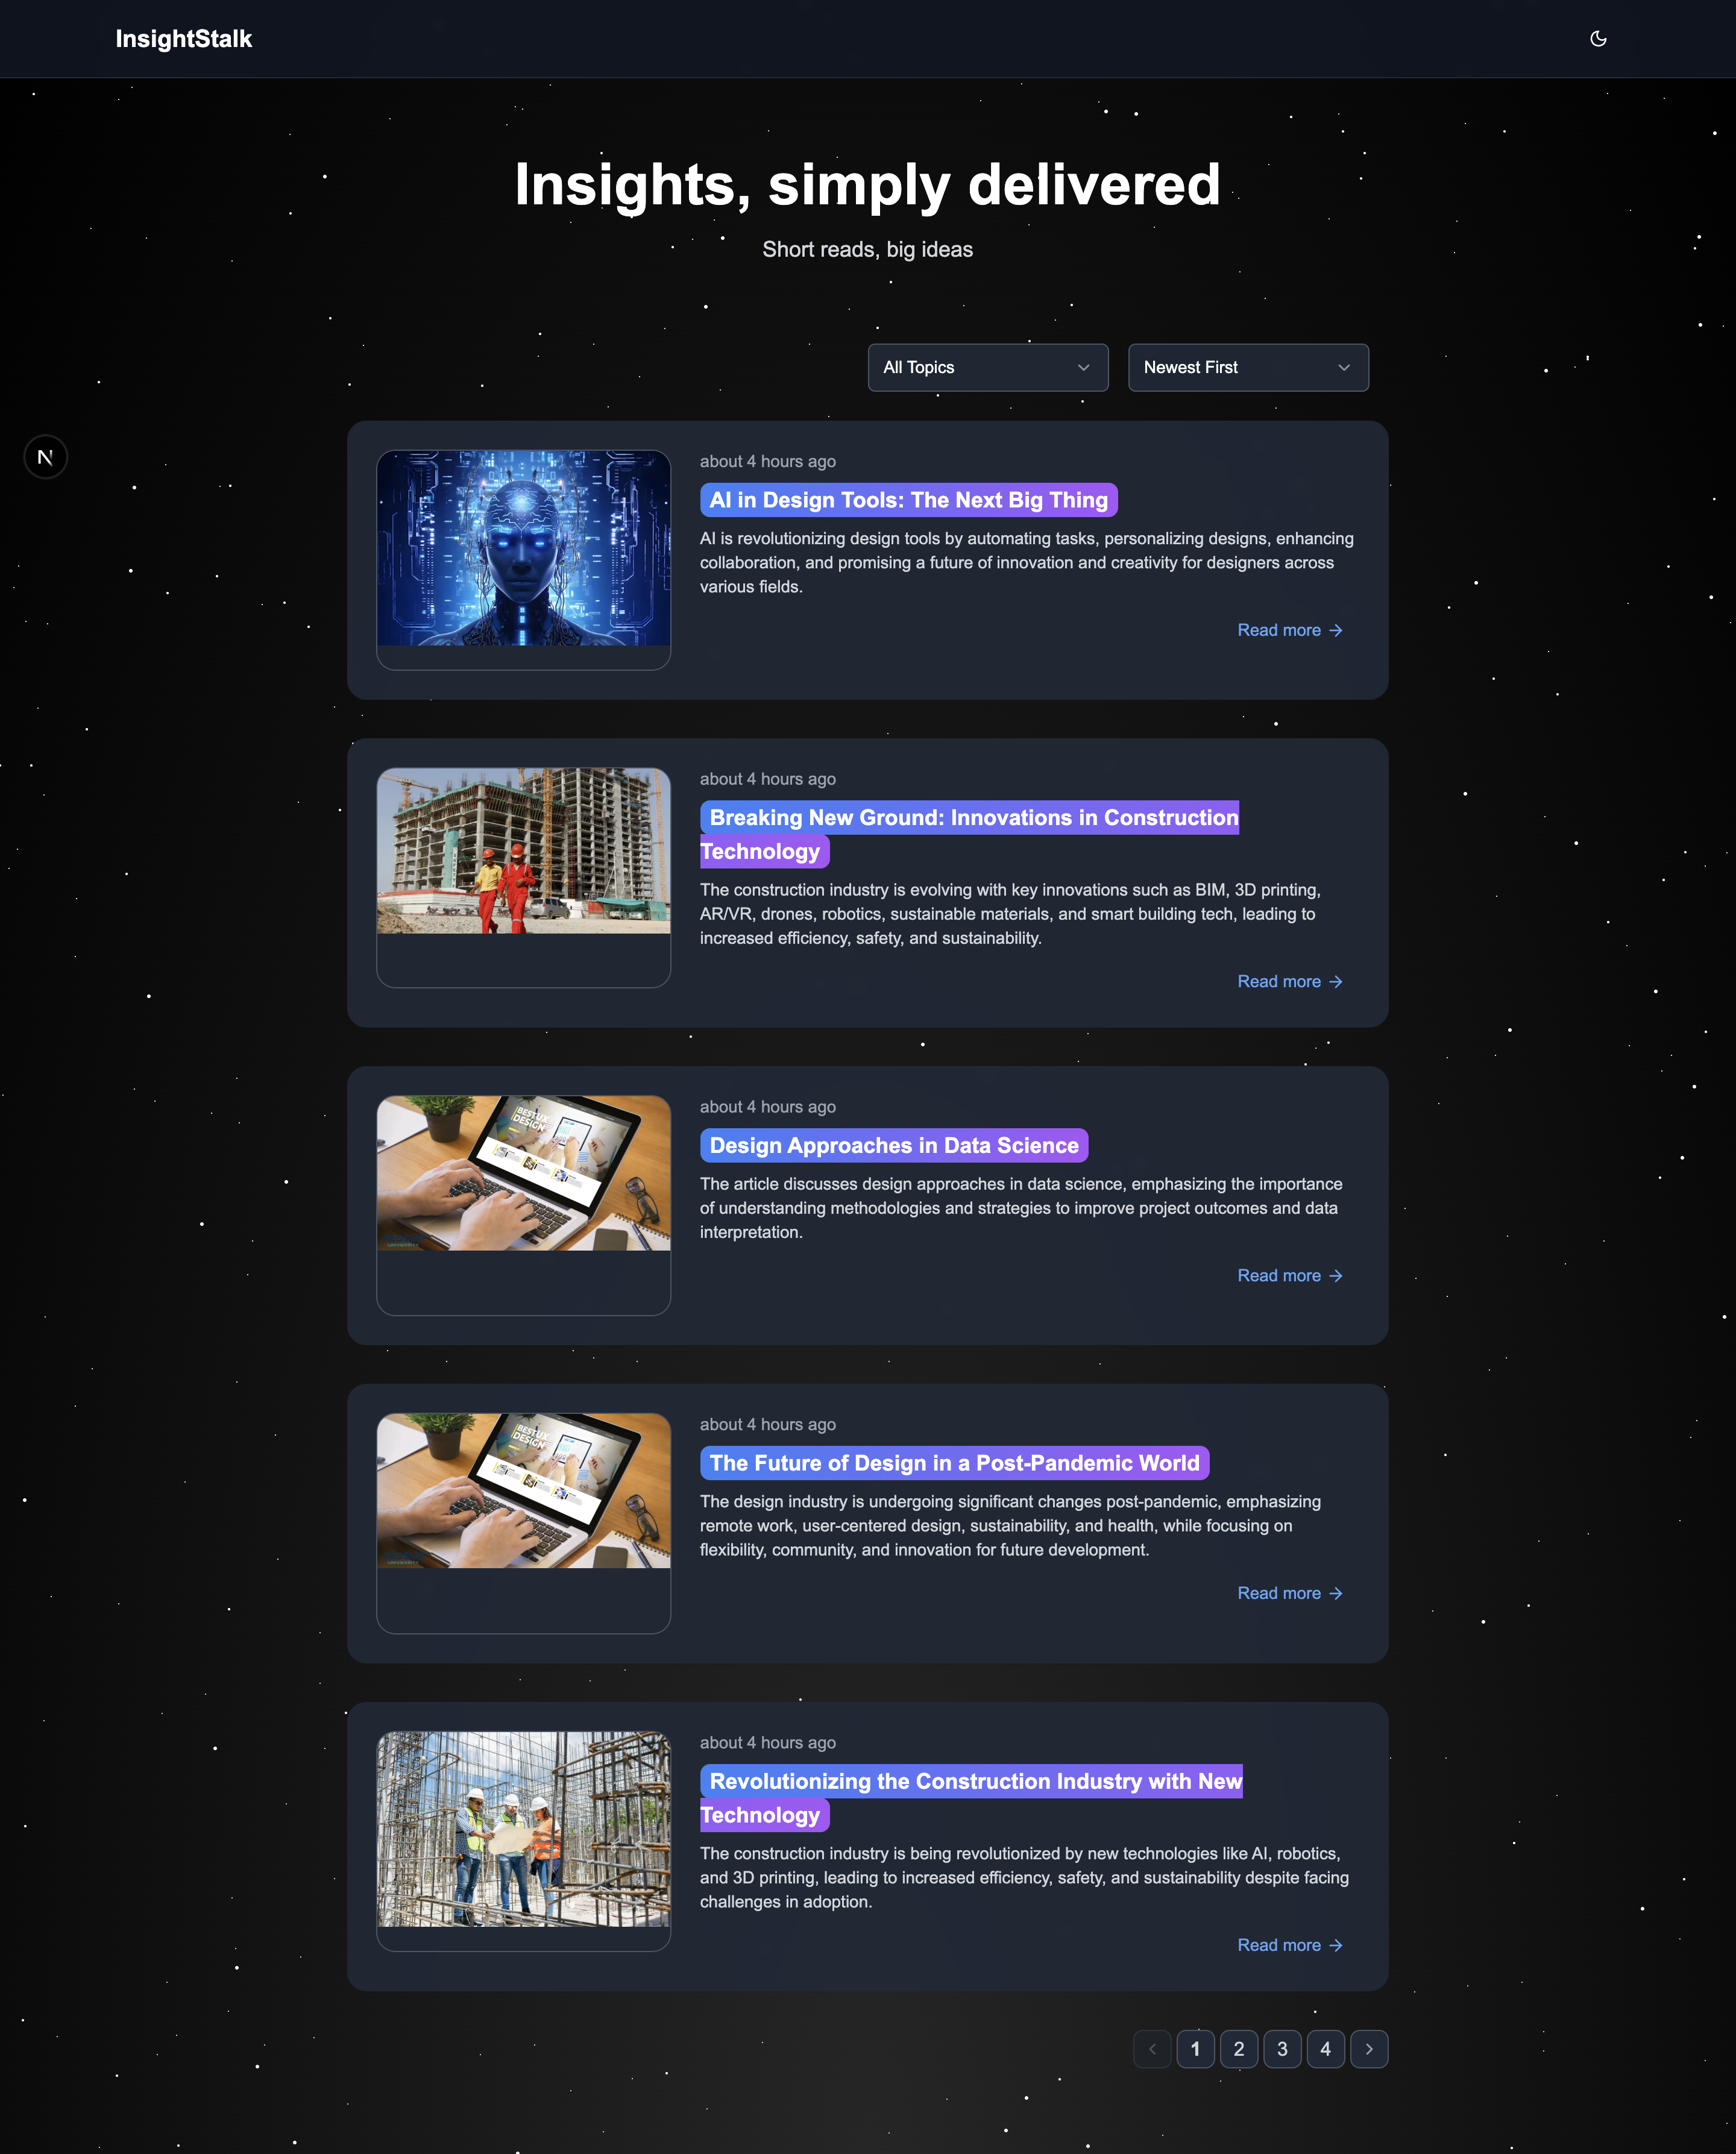 InsightStalk
Insights, simply delivered
Short reads, big ideas
All Topics
Newest First
N
about 4 hours ago
AI in Design Tools: The Next Big Thing
AI is revolutionizing design tools by automating tasks, personalizing designs, enhancing
collaboration, and promising a future of innovation and creativity for designers across
various fields.
Read more
about 4 hours ago
Breaking New Ground: Innovations in Construction
Technology
The construction industry is evolving with key innovations such as BIM, 3D printing,
AR/VR, drones, robotics, sustainable materials, and smart building tech, leading to
increased efficiency, safety, and sustainability.
Read more
BEST UX
DESIGN
about 4 hours ago
Design Approaches in Data Science
The article discusses design approaches in data science, emphasizing the importance
of understanding methodologies and strategies to improve project outcomes and data
interpretation.
Read more
BEST UX
DESIGN
about 4 hours ago
The Future of Design in a Post-Pandemic World
The design industry is undergoing significant changes post-pandemic, emphasizing
remote work, user-centered design, sustainability, and health, while focusing on
flexibility, community, and innovation for future development.
Read more
about 4 hours ago
Revolutionizing the Construction Industry with New
Technology
The construction industry is being revolutionized by new technologies like AI, robotics,
and 3D printing, leading to increased efficiency, safety, and sustainability despite facing
challenges in adoption.
Read more
1 2 3 4